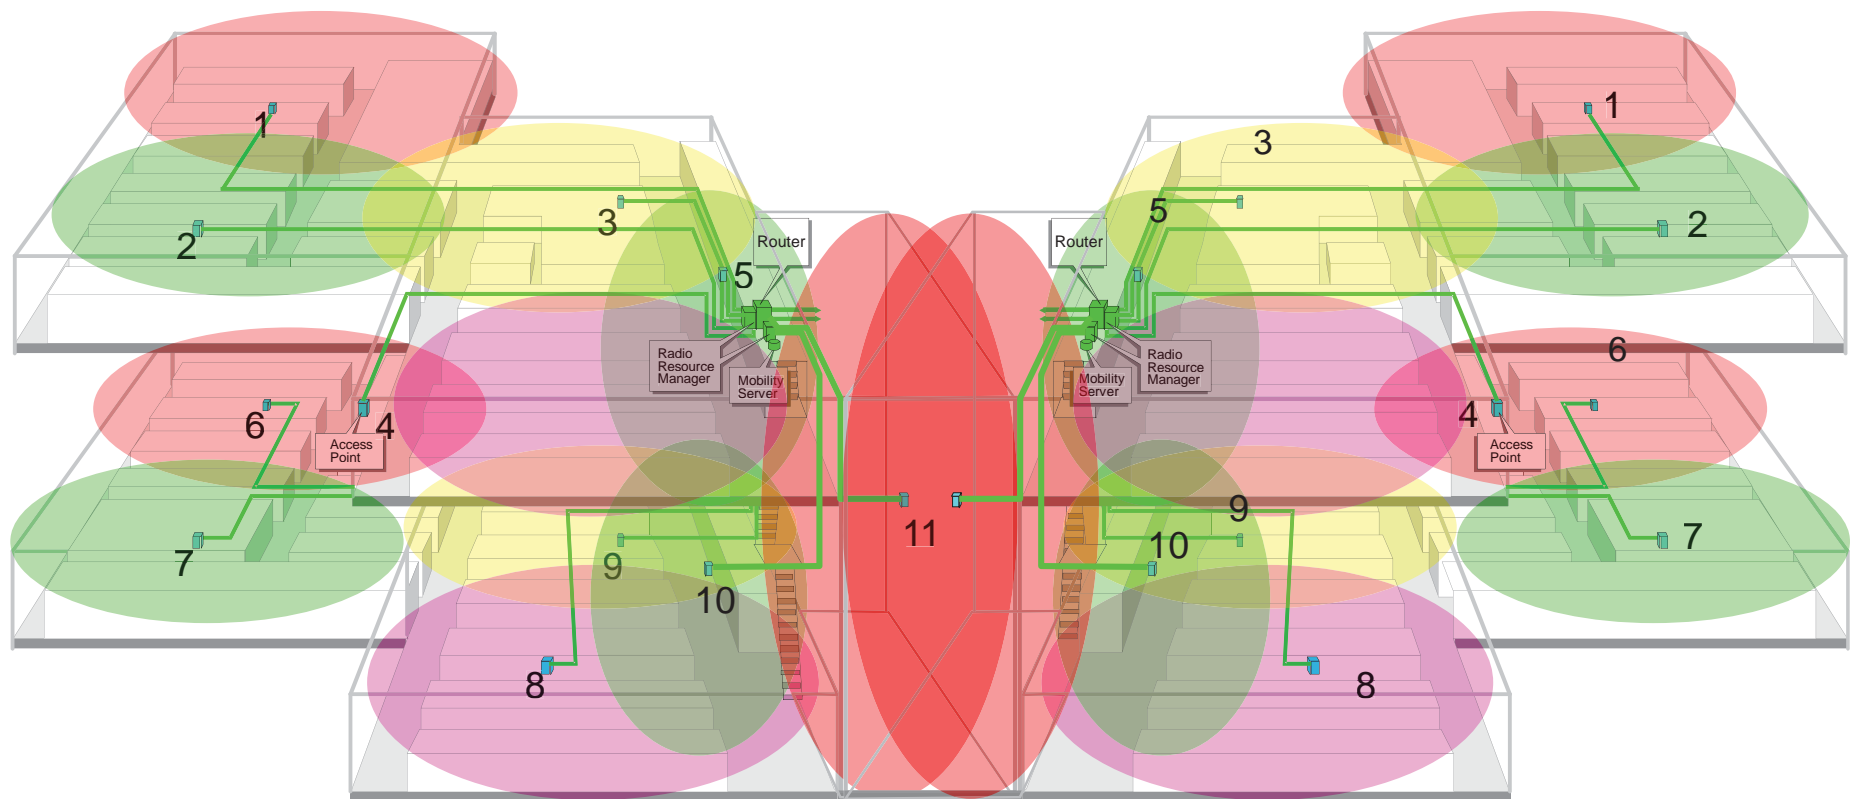 1
1
3
2
3
5
Router
Router
5
2
Radio
Resource
Manager
Mobility
Server
Mobility
Server
Radio
Resource
Manager
6
6
4
Access
Point
4
Access
Point
7
9
10
11
10
9
7
8
8